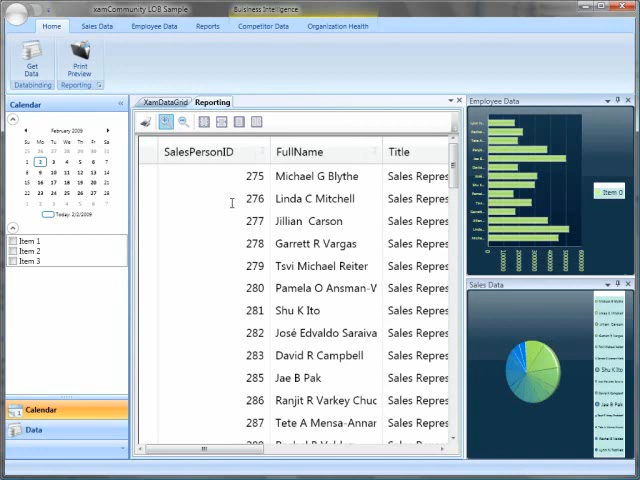 xamCommunity LOB Sample
Buisiness Intelligence
Home
Sales Data
Employee Data
Reports
Competitor Data
Organization Health
Get
Data
Print
Preview
Databinding
Reporting
Calendar
February 2009
Su Mo Tu We Th Fr Sa
25 26 27 28 29 30 31
1 2 3 4 5 6 7
8 9 10 11 12 13 14
15 16 17 18 19 20 21
22 23 24 25 26 27 28
Today: 2/2/2009
Item 1
Item 2
Item 3
Calendar
Data
XamDataGrid
Reporting
SalesPersonID FullName Title
275 Michael G Blythe Sales Repres
276 Linda C Mitchell Sales Repres
277 Jillian Carson Sales Repres
278 Garrett R Vargas Sales Repres
279 Tsvi Michael Reiter Sales Repres
280 Pamela O Ansman-W Sales Repres
281 Shu K Ito Sales Repres
282 José Edvaldo Saraiva Sales Repres
283 David R Campbell Sales Repres
285 Jae B Pak Sales Repres
286 Ranjit R Varkey Chuc Sales Repres
287 Tete A Mensa-Annar Sales Repres
Employee Data
Item 0
Sales Data
Jillian Carson
Shu K Ito
Jae B Pak